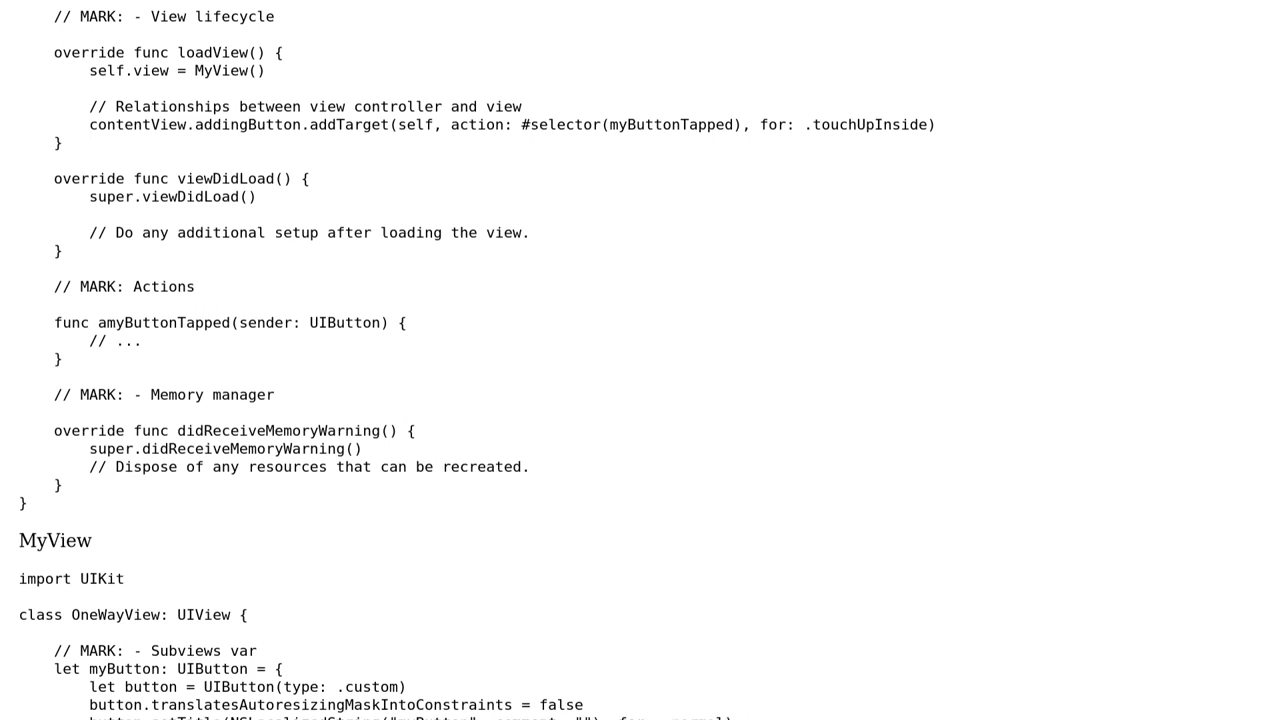 // MARK: - View lifecycle
override func loadView() {
self.view = MyView()
// Relationships between view controller and view
contentView.addingButton.addTarget(self, action: #selector(myButtonTapped), for: .touchUpInside)
}
override func viewDidLoad() {
super.viewDidLoad()
// Do any additional setup after loading the view.
}
// MARK: Actions
func amyButtonTapped(sender: UIButton) {
// ...
}
// MARK: - Memory manager
override func didReceiveMemoryWarning() {
super.didReceiveMemoryWarning()
// Dispose of any resources that can be recreated.
}
}
MyView
import UIKit
class OneWayView: UIView {
// MARK: - Subviews var
let myButton: UIButton = {
let button = UIButton(type: .custom)
button.translatesAutoresizingMaskIntoConstraints = false